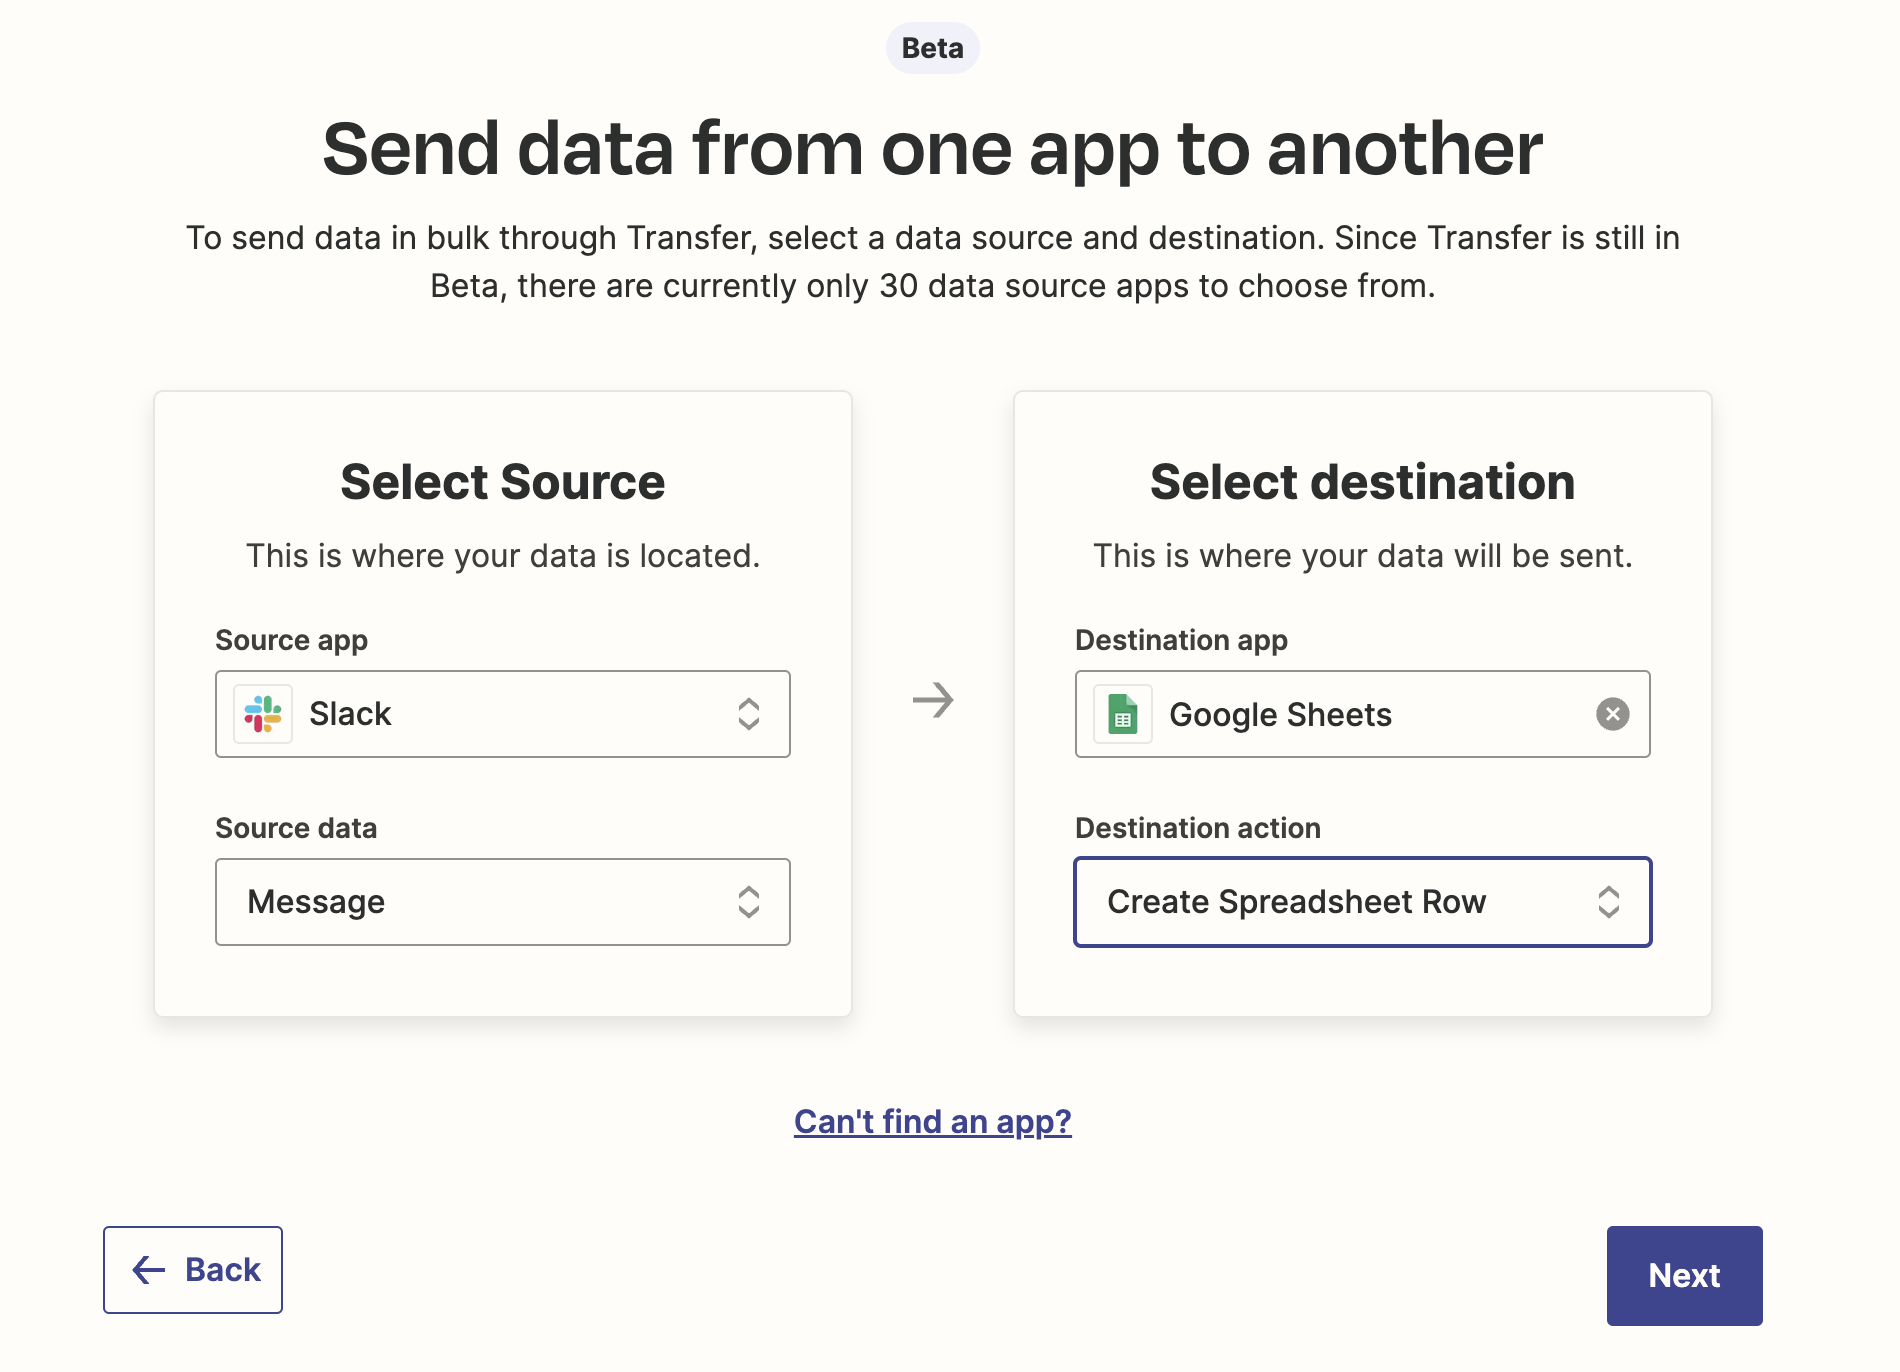 Beta
Send data from one app to another
To send data in bulk through Transfer, select a data source and destination. Since Transfer is still in
Beta, there are currently only 30 data source apps to choose from.
Select Source
This is where your data is located.
Source app
Slack
Source data
Message
Select destination
This is where your data will be sent.
Destination app
Google Sheets
Destination action
Create Spreadsheet Row
Can't find an app?
Back
Next